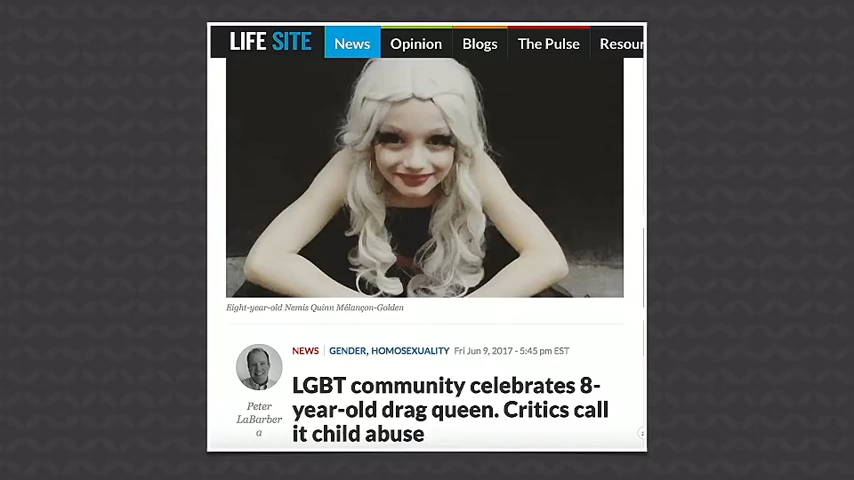 LIFE SITE News Opinion Blogs The Pulse Resour
Eight-year-old Nemis Quinn Mélançon-Golden
NEWS | GENDER, HOMOSEXUALITY Fri Jun 9, 2017 - 5:45 pm EST
Peter
LaBarber
a
LGBT community celebrates 8-
year-old drag queen. Critics call
it child abuse